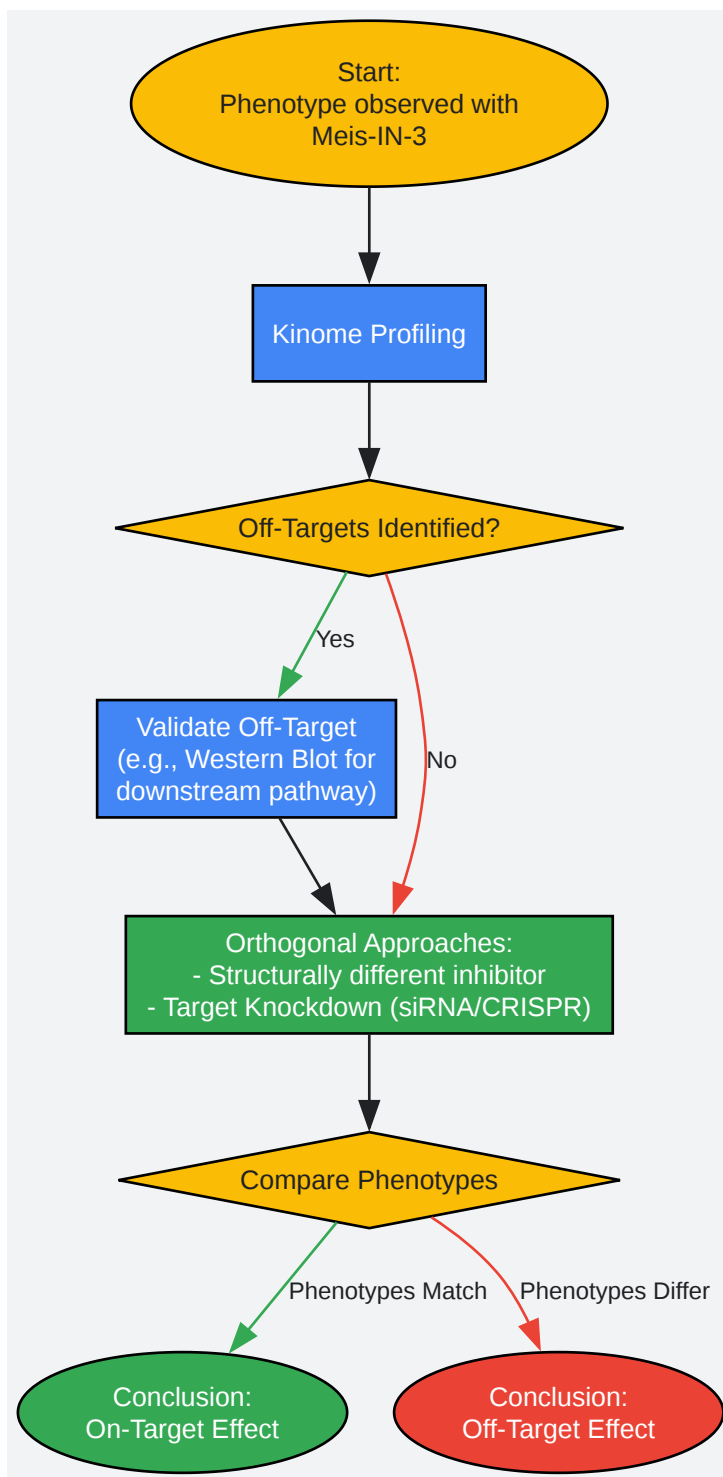 Start:
Phenotype observed with
Meis-IN-3
Kinome Profiling
Off-Targets Identified?
Yes
Validate Off-Target
(e.g., Western Blot for
downstream pathway)
No
Orthogonal Approaches:
- Structurally different inhibitor
- Target Knockdown (siRNA/CRISPR)
Compare Phenotypes
Phenotypes Match
Phenotypes Differ
Conclusion:
On-Target Effect
Conclusion:
Off-Target Effect